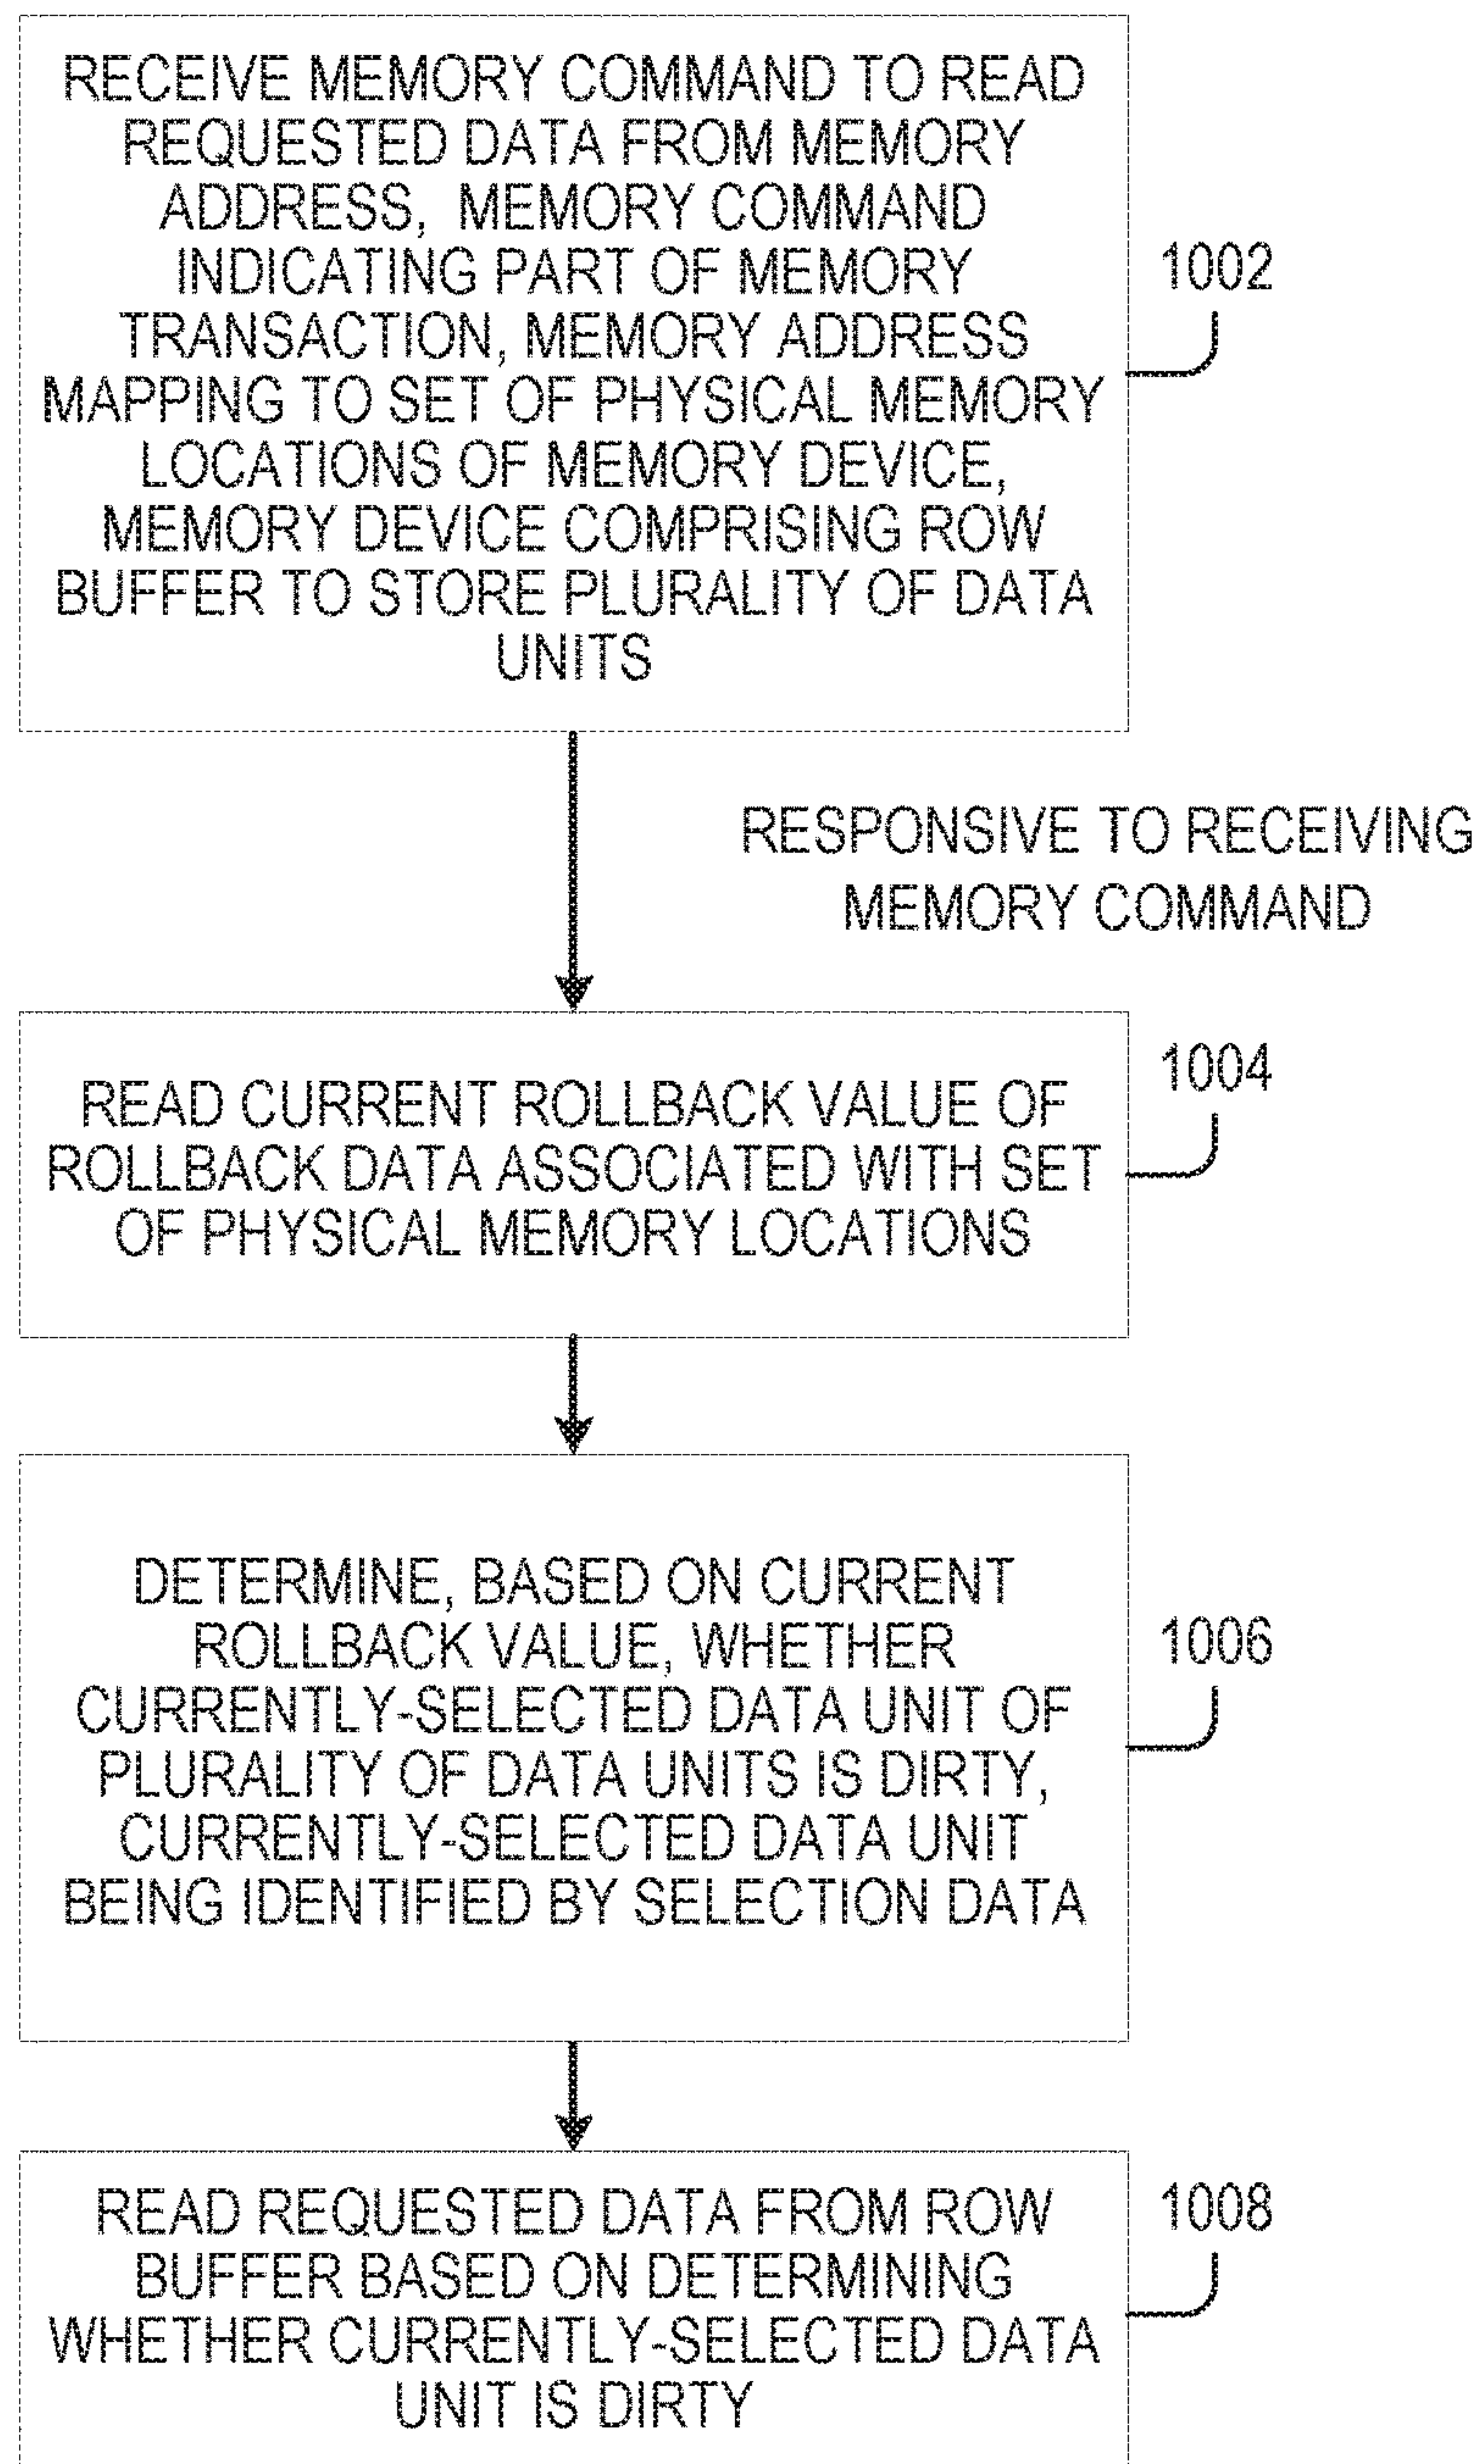 RECEIVE MEMORY COMMAND TO READ
REQUESTED DATA FROM MEMORY
ADDRESS, MEMORY COMMAND
INDICATING PART OF MEMORY
TRANSACTION, MEMORY ADDRESS
MAPPING TO SET OF PHYSICAL MEMORY
LOCATIONS OF MEMORY DEVICE,
MEMORY DEVICE COMPRISING ROW
BUFFER TO STORE PLURALITY OF DATA
UNITS
1002
RESPONSIVE TO RECEIVING
MEMORY COMMAND
READ CURRENT ROLLBACK VALUE OF
ROLLBACK DATA ASSOCIATED WITH SET
OF PHYSICAL MEMORY LOCATIONS
1004
DETERMINE, BASED ON CURRENT
ROLLBACK VALUE, WHETHER
CURRENTLY-SELECTED DATA UNIT OF
PLURALITY OF DATA UNITS IS DIRTY,
CURRENTLY-SELECTED DATA UNIT
BEING IDENTIFIED BY SELECTION DATA
1006
READ REQUESTED DATA FROM ROW
BUFFER BASED ON DETERMINING
WHETHER CURRENTLY-SELECTED DATA
UNIT IS DIRTY
1008